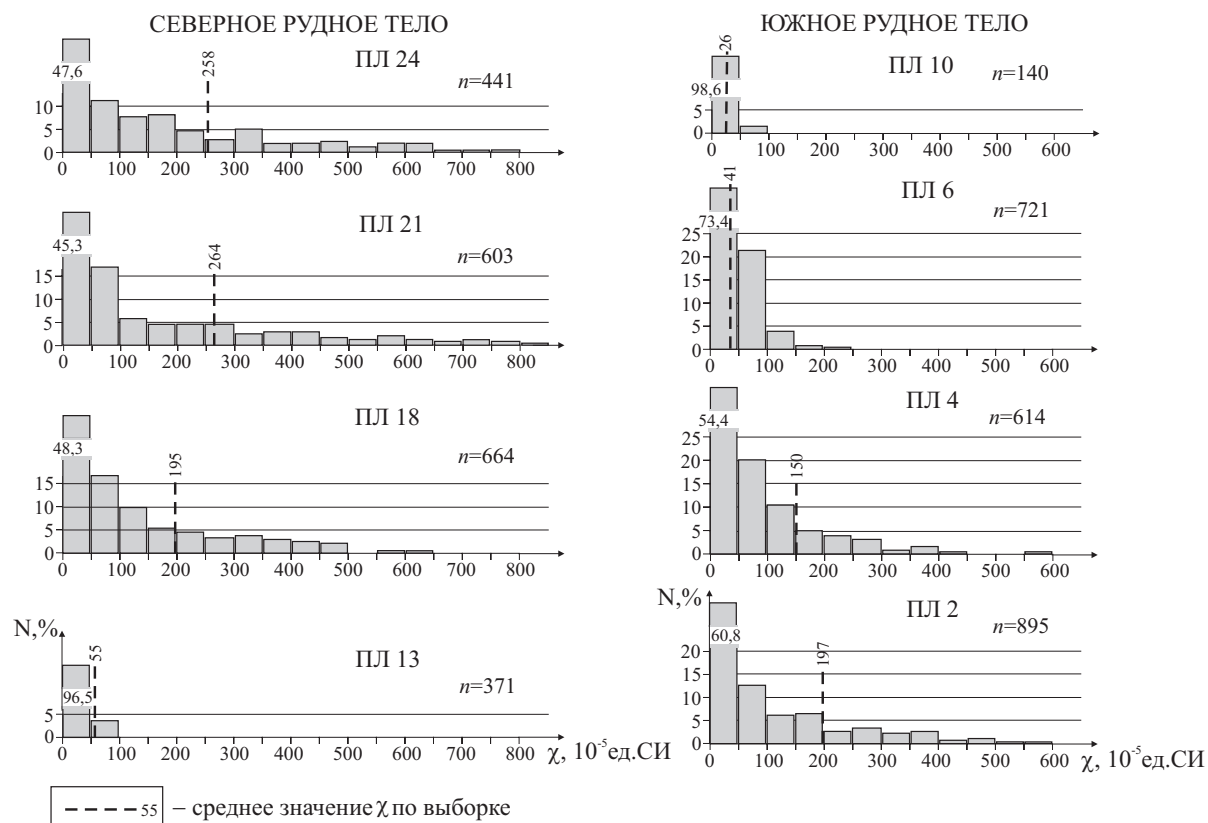 СЕВЕРНОЕ РУДНОЕ ТЕЛО
ПЛ 24
n=441
258
47,6
10
5
0
0 100 200 300 400 500 600 700 800
ПЛ 21
n=603
264
45,3
15
10
5
0
0 100 200 300 400 500 600 700 800
ПЛ 18
n=664
195
48,3
15
10
5
0
0 100 200 300 400 500 600 700 800
N,%
ПЛ 13
n=371
55
96,5
5
0
0 100 200 300 400 500 600 700 800 χ, 10⁻⁵ед.СИ
55 – среднее значение χ по выборке
ЮЖНОЕ РУДНОЕ ТЕЛО
ПЛ 10
n=140
26
98,6
5
0
0 100 200 300 400 500 600
ПЛ 6
n=721
41
73,4
25
20
15
10
5
0
0 100 200 300 400 500 600
ПЛ 4
n=614
150
54,4
25
20
15
10
5
0
0 100 200 300 400 500 600
N,%
ПЛ 2
n=895
197
60,8
20
15
10
5
0
0 100 200 300 400 500 600 χ, 10⁻⁵ед.СИ